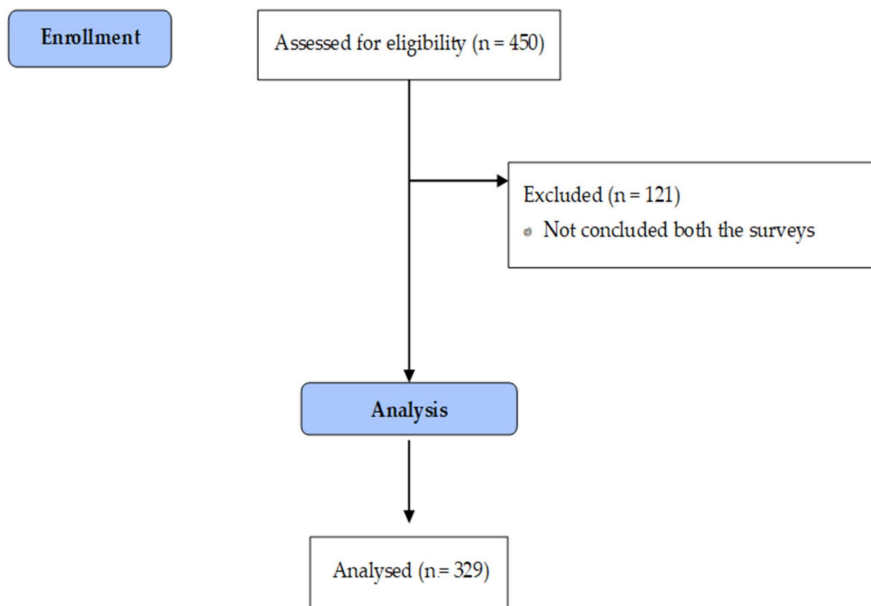 Enrollment
Assessed for eligibility (n = 450)
Excluded (n = 121)
Not concluded both the surveys
Analysis
Analysed (n = 329)